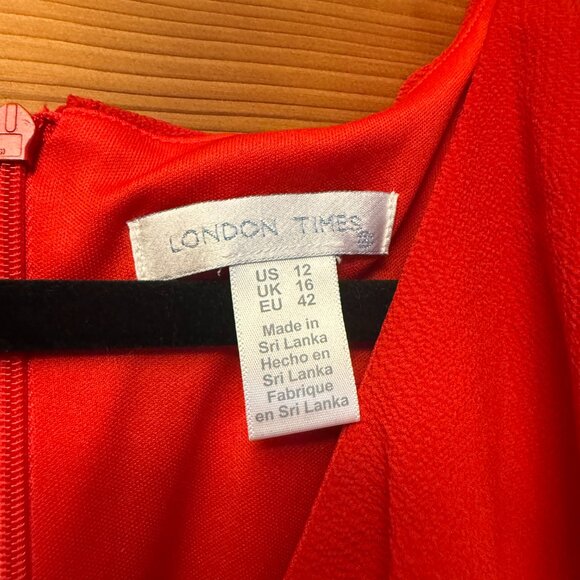 LONDON TIMES
US 12
UK 16
EU 42
Made in
Sri Lanka
Hecho en
Sri Lanka
Fabrique
en Sri Lanka